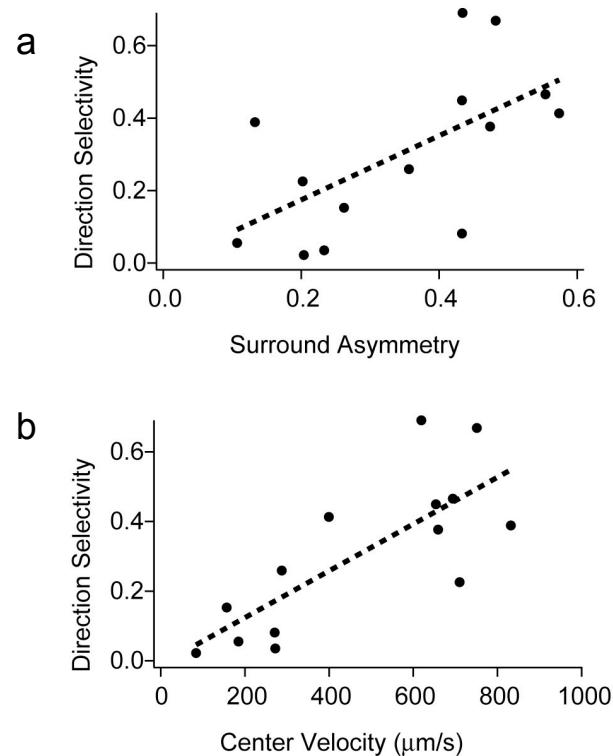 a
Direction Selectivity
0.6
0.4
0.2
0.0
0.0 0.2 0.4 0.6
Surround Asymmetry
b
Direction Selectivity
0.6
0.4
0.2
0.0
0 200 400 600 800 1000
Center Velocity (μm/s)